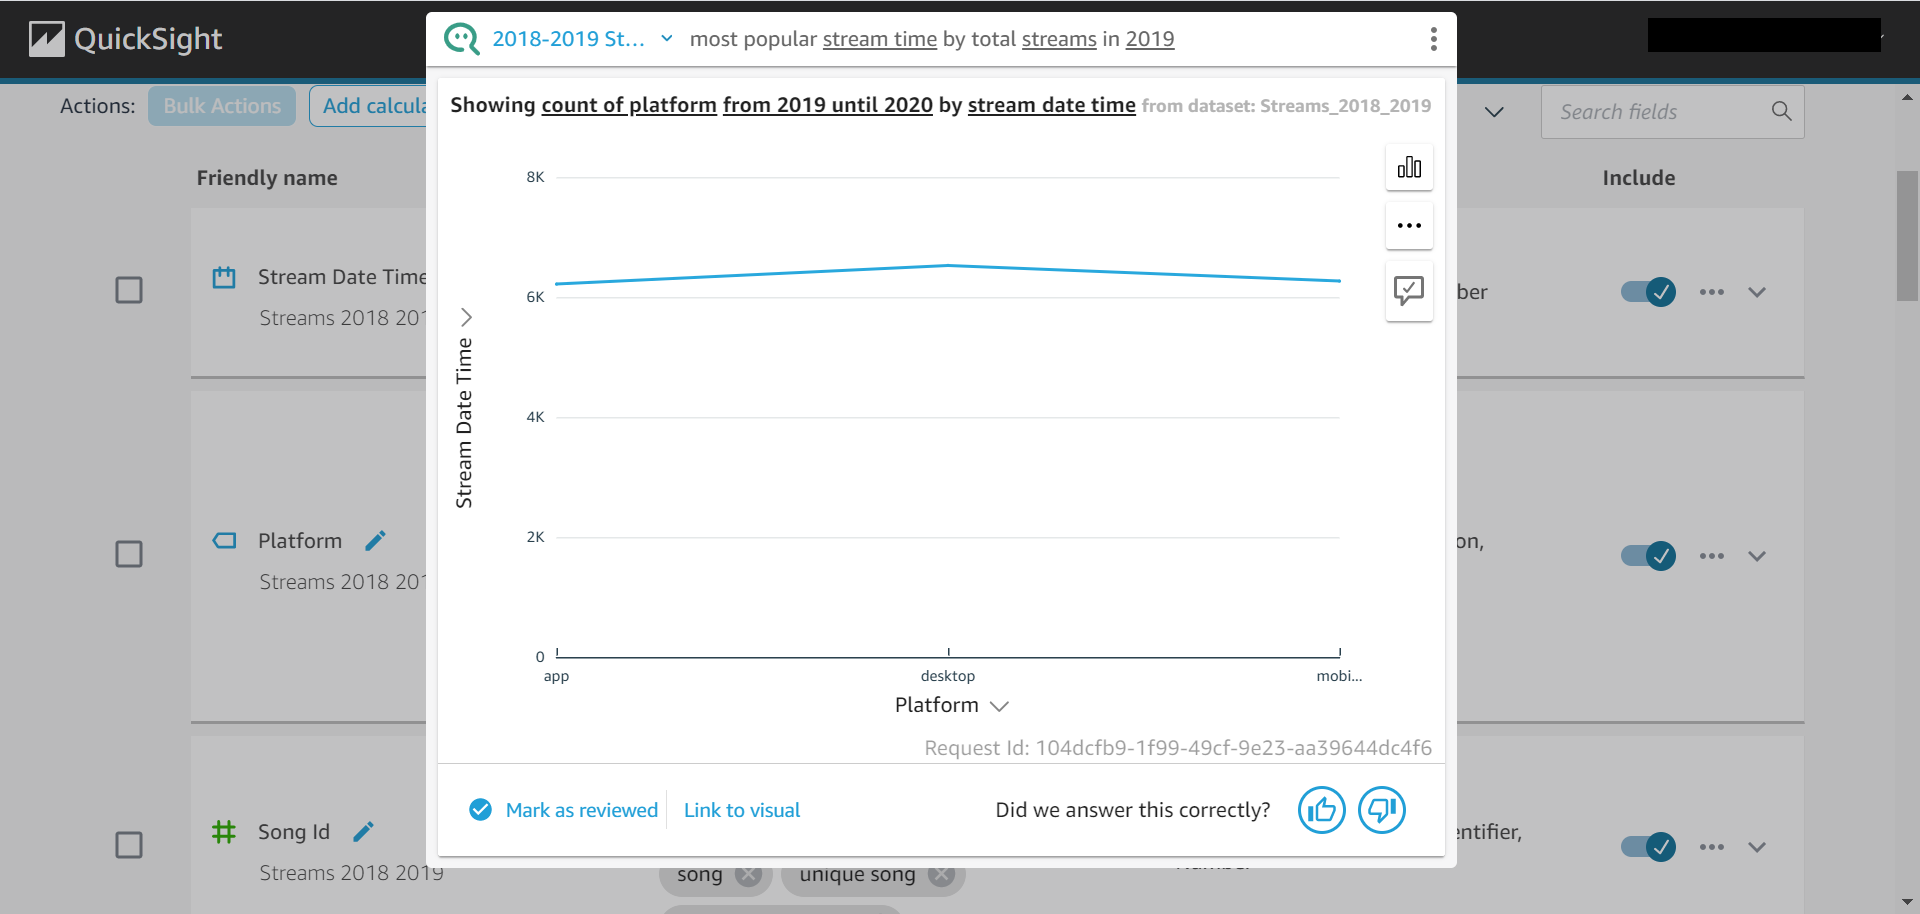 QuickSight
2018-2019 St...
most popular stream time by total streams in 2019
Actions:
Bulk Actions
Add calcula
Search fields
Showing count of platform from 2019 until 2020 by stream date time from dataset: Streams_2018_2019
Friendly name
Include
8K
6K
4K
2K
0
Stream Date Time
app
desktop
mobi...
Platform
Request Id: 104dcfb9-1f99-49cf-9e23-aa39644dc4f6
Mark as reviewed
Link to visual
Did we answer this correctly?
Stream Date Time
Streams 2018 201
ber
Platform
Streams 2018 201
on,
Song Id
Streams 2018 2019
song
unique song
entifier,